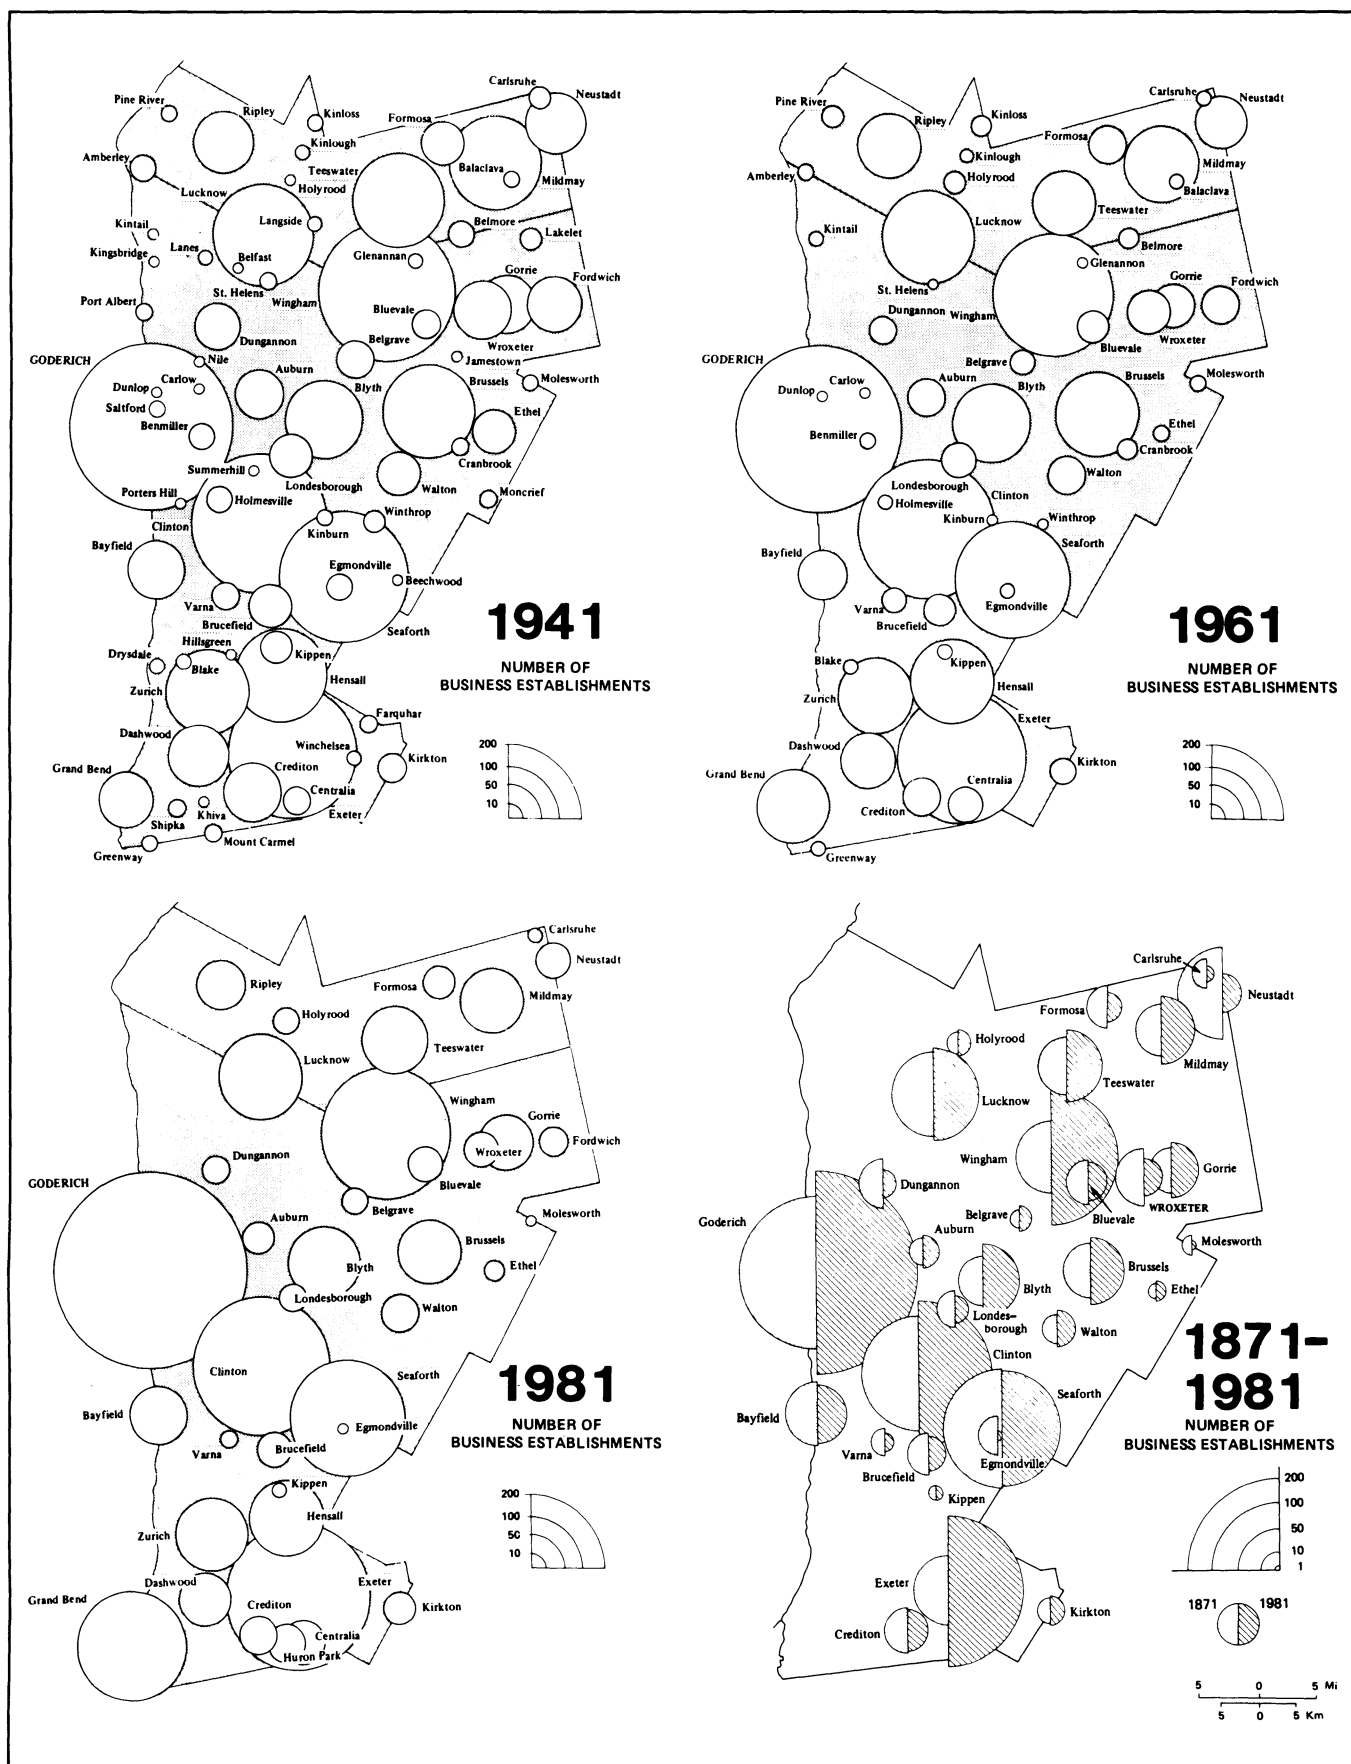 Carlsruhe
Neustadt
Pine River
Ripley
Kinloss
Formosa
Kinlough
Amberley
Teeswater
Holyrood
Balaclava
Mildmay
Lucknow
Langside
Kintail
Belmore
Lakelet
Kingsbridge
Lanes
Belfast
Glenannan
St. Helens
Wingham
Gorrie
Fordwich
Port Albert
Bluevale
Dungannon
Belgrave
Wroxeter
GODERICH
Nile
Jamestown
Auburn
Blyth
Brussels
Molesworth
Dunlop
Carlow
Saltford
Benmiller
Ethel
Cranbrook
Summerhill
Londesborough
Walton
Porters Hill
Holmesville
Moncrief
Clinton
Kinburn
Winthrop
Bayfield
Egmondville
Beechwood
Varna
Brucefield
Seaforth
1941
Hillsgreen
Drysdale
Blake
Kippen
NUMBER OF
BUSINESS ESTABLISHMENTS
Zurich
Hensall
Farquhar
Dashwood
Winchelsea
Kirkton
200
100
50
10
Grand Bend
Crediton
Centralia
Shipka
Khiva
Exeter
Mount Carmel
Greenway
Carlsruhe
Neustadt
Pine River
Ripley
Kinloss
Formosa
Kinlough
Mildmay
Amberley
Holyrood
Balaclava
Lucknow
Teeswater
Kintail
Belmore
Glenannon
St. Helens
Gorrie
Fordwich
Dungannon
Wingham
Bluevale
Wroxeter
GODERICH
Belgrave
Auburn
Blyth
Brussels
Molesworth
Dunlop
Carlow
Benmiller
Ethel
Cranbrook
Londesborough
Walton
Holmesville
Clinton
Kinburn
Winthrop
Bayfield
Seaforth
Varna
Egmondville
Brucefield
1961
Blake
Kippen
NUMBER OF
BUSINESS ESTABLISHMENTS
Zurich
Hensall
Exeter
Dashwood
Grand Bend
Centralia
Kirkton
Crediton
200
100
50
10
Greenway
Carlsruhe
Neustadt
Ripley
Formosa
Mildmay
Holyrood
Lucknow
Teeswater
Wingham
Gorrie
Wroxeter
Fordwich
Dungannon
Bluevale
GODERICH
Belgrave
Auburn
Molesworth
Blyth
Brussels
Ethel
Londesborough
Walton
Clinton
Seaforth
1981
Bayfield
Varna
Brucefield
Egmondville
NUMBER OF
BUSINESS ESTABLISHMENTS
Kippen
Hensall
Zurich
200
100
50
10
Dashwood
Exeter
Grand Bend
Crediton
Kirkton
Centralia
Huron Park
Carlsruhe
Neustadt
Formosa
Holyrood
Mildmay
Teeswater
Lucknow
Wingham
Gorrie
Dungannon
WROXETER
Belgrave
Bluevale
Goderich
Auburn
Molesworth
Brussels
Blyth
Ethel
Londes-
borough
Walton
Clinton
1871-
1981
Seaforth
Bayfield
NUMBER OF
BUSINESS ESTABLISHMENTS
Varna
Brucefield
Egmondville
Kippen
200
100
50
10
1
Exeter
1871
1981
Kirkton
Crediton
5 0 5 Mi
5 0 5 Km